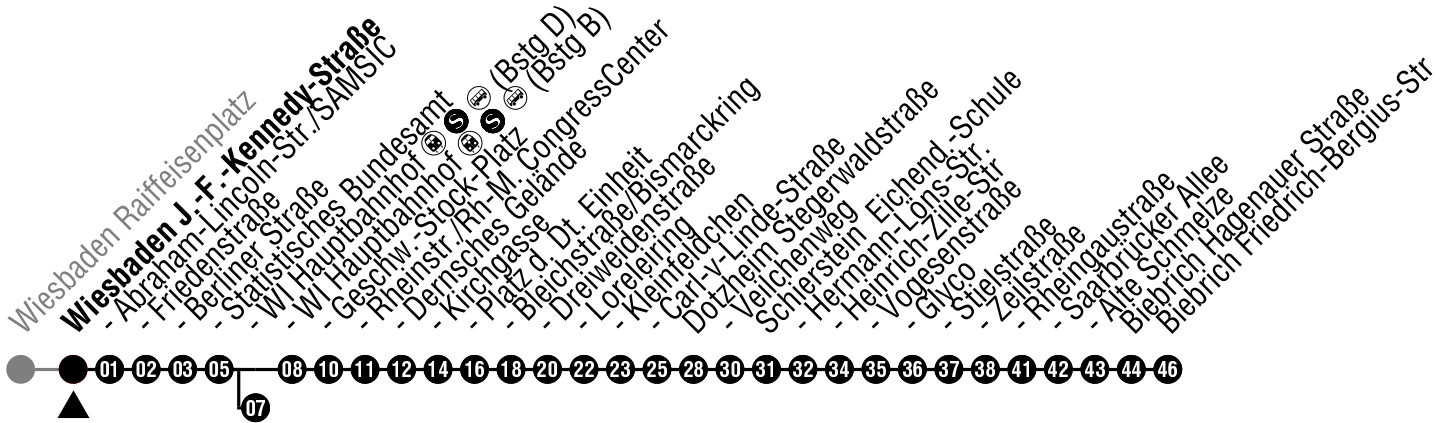 Wiesbaden Raiffeisenplatz
Wiesbaden J.-F.-Kennedy-Straße
- Abraham-Lincoln-Str./SAMSIC
- Friedenstraße
- Berliner Straße
- Statistisches Bundesamt
- WI Hauptbahnhof S (Bstg D)
- WI Hauptbahnhof S (Bstg B)
- Geschw.-Stock-Platz
- Rheinstr./Rh-M. CongressCenter
- Dernsches Gelände
- Kirchgasse
- Platz d. Dt. Einheit
- Bleichstraße/Bismarckring
- Dreiweidenstraße
- Loreleiring
- Kleinfeldchen
- Carl-v-Linde-Straße
Dotzheim Stegerwaldstraße
- Veilchenweg
Schierstein Eichend.-Schule
- Hermann-Löns-Str.
- Heinrich-Zille-Str
- Vogesenstraße
- Glyco
- Stielstraße
- Zeilstraße
- Rheingaustraße
- Saarbrücker Allee
- Alte Schmelze
Biebrich Hagenauer Straße
Biebrich Friedrich-Bergius-Str
01 02 03 05 08 10 11 12 14 16 18 20 22 23 25 28 30 31 32 34 35 36 37 38 41 42 43 44 46
07